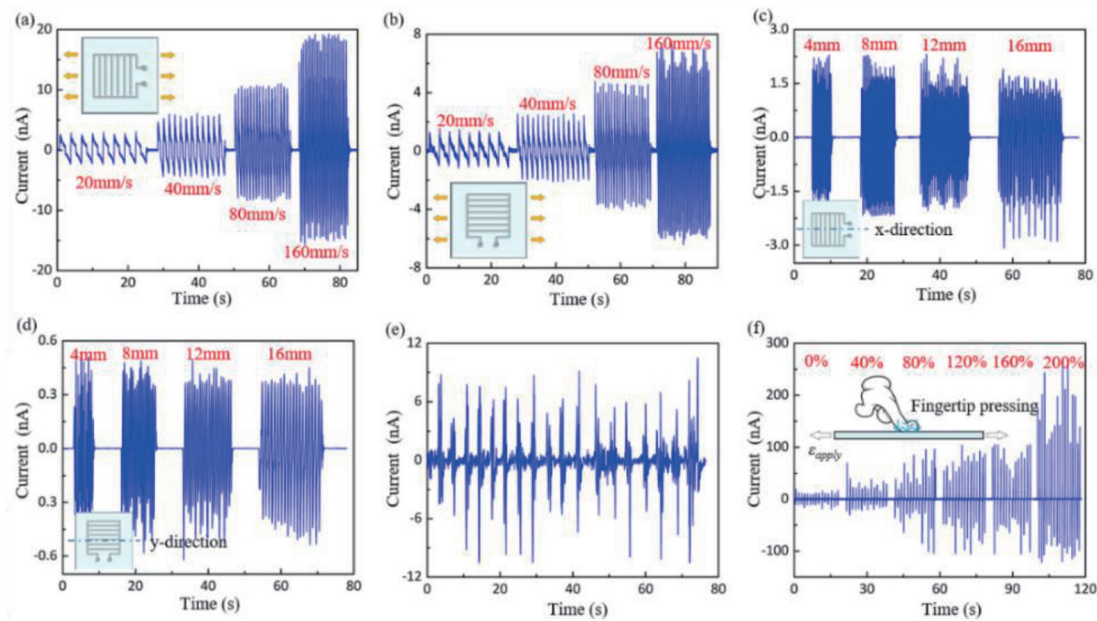 (a)
20
10
0
-10
-20
Current (nA)
20mm/s
40mm/s
80mm/s
160mm/s
0 20 40 60 80
Time (s)
(b)
8
4
0
-4
-8
Current (nA)
20mm/s
40mm/s
80mm/s
160mm/s
0 20 40 60 80
Time (s)
(c)
3.0
1.5
0.0
-1.5
-3.0
Current (nA)
4mm 8mm 12mm 16mm
x-direction
0 20 40 60 80
Time (s)
(d)
0.6
0.3
0.0
0.3
-0.6
Current (nA)
4mm 8mm 12mm 16mm
y-direction
0 20 40 60 80
Time (s)
(e)
12
6
0
-6
-12
Current (nA)
0 20 40 60 80
Time (s)
(f)
300
200
150
100
50
0
-50
-100
Current (nA)
0% 40% 80% 120% 160% 200%
Fingertip pressing
εapply
0 30 60 90 120
Time (s)